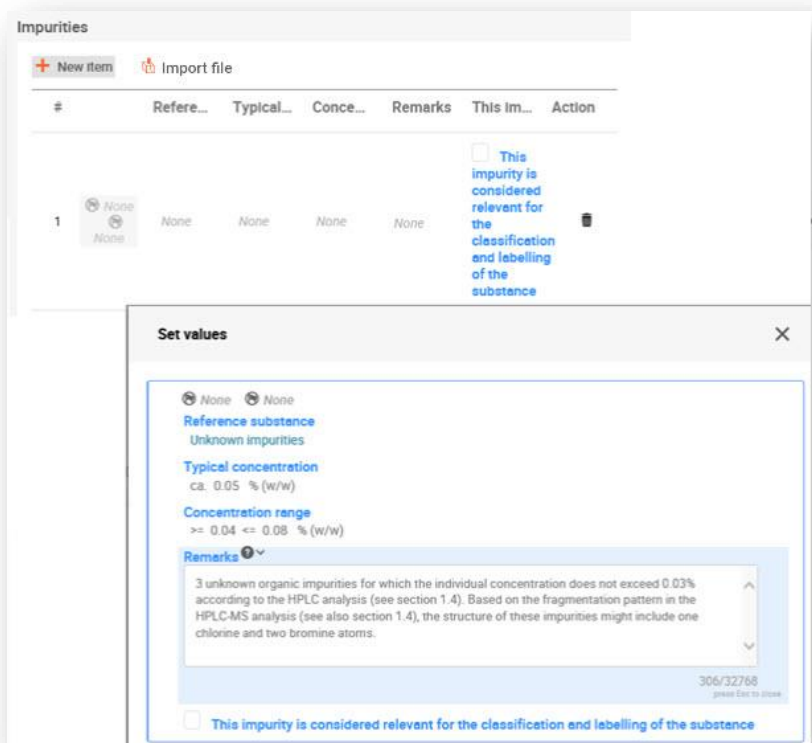 Impurities
New item Import file
# Refere... Typical... Conce... Remarks This im... Action
This
impurity is
considered
relevant for
the
classification
and labelling
of the
substance
1 None None None None None None
Set values
None None
Reference substance
Unknown impurities
Typical concentration
ca. 0.05 % (w/w)
Concentration range
>= 0.04 <= 0.08 % (w/w)
Remarks
3 unknown organic impurities for which the individual concentration does not exceed 0.03%
according to the HPLC analysis (see section 1.4). Based on the fragmentation pattern in the
HPLC-MS analysis (see also section 1.4), the structure of these impurities might include one
chlorine and two bromine atoms.
306/32768
press Esc to close
This impurity is considered relevant for the classification and labelling of the substance